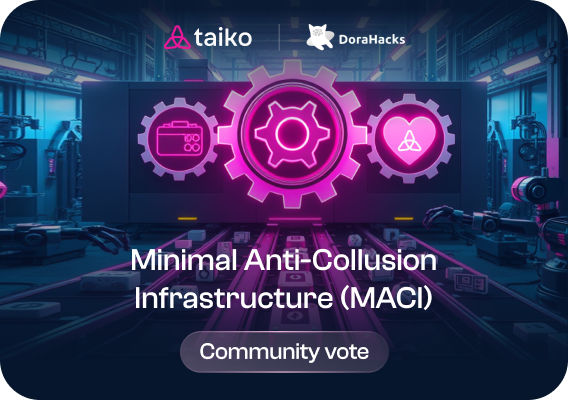 taiko
DoraHacks
Minimal Anti-Collusion
Infrastructure (MACI)
Community vote